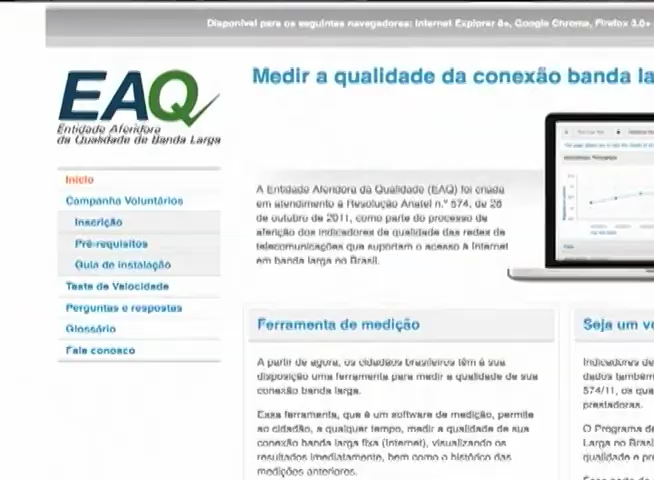 Disponível para os seguintes navegadores: Internet Explorer 8+, Google Chrome, Firefox 3.0+
EAQ
Entidade Aferidora
da Qualidade de Banda Larga
Medir a qualidade da conexão banda la
Início
Campanha Voluntários
Inscrição
Pré-requisitos
Guia de instalação
Teste de Velocidade
Perguntas e respostas
Glossário
Fale conosco
A Entidade Aferidora da Qualidade (EAQ) foi criada
em atendimento à Resolução Anatel n.º 574, de 28
de outubro de 2011, como parte do processo de
aferição dos indicadores de qualidade das redes de
telecomunicações que suportam o acesso à Internet
em banda larga no Brasil.
Ferramenta de medição
A partir de agora, os cidadãos brasileiros têm à sua
disposição uma ferramenta para medir a qualidade de sua
conexão banda larga.
Essa ferramenta, que é um software de medição, permite
ao cidadão, a qualquer tempo, medir a qualidade de sua
conexão banda larga fixa (Internet), visualizando os
resultados imediatamente, bem como o histórico das
medições anteriores.
Seja um vo
Indicadores de
dados também
574/11, os qua
prestadoras.
O Programa de
Larga no Brasi
qualidade e pr